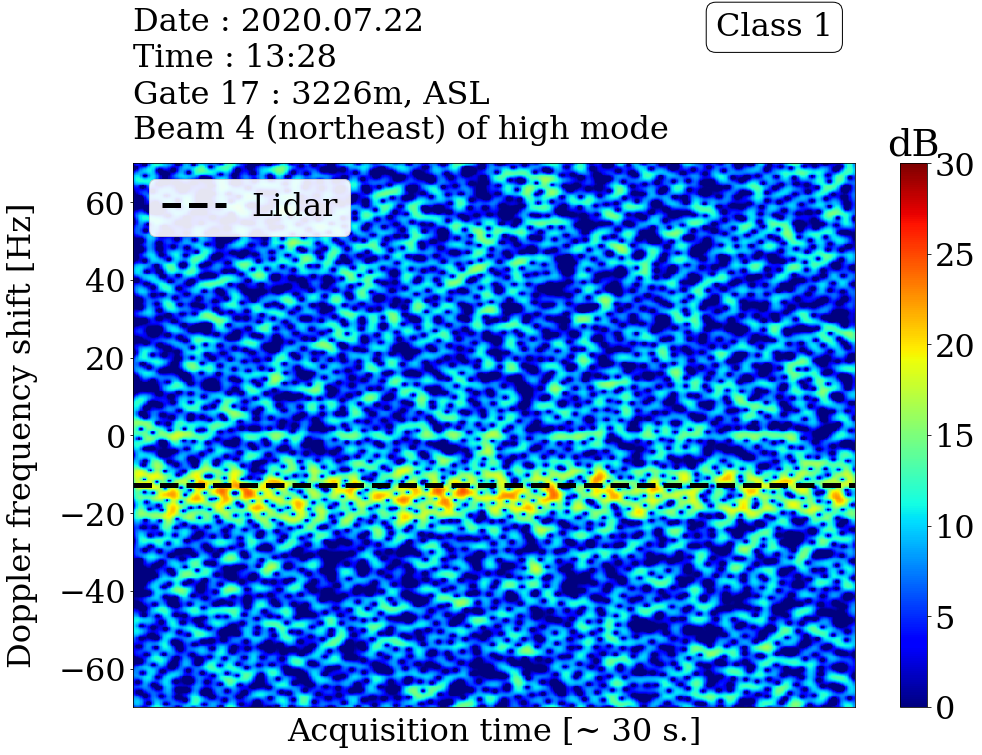 Date : 2020.07.22
Time : 13:28
Gate 17 : 3226m, ASL
Beam 4 (northeast) of high mode
Class 1
dB
Lidar
60
40
20
0
−20
−40
−60
Doppler frequency shift [Hz]
Acquisition time [~ 30 s.]
30
25
20
15
10
5
0